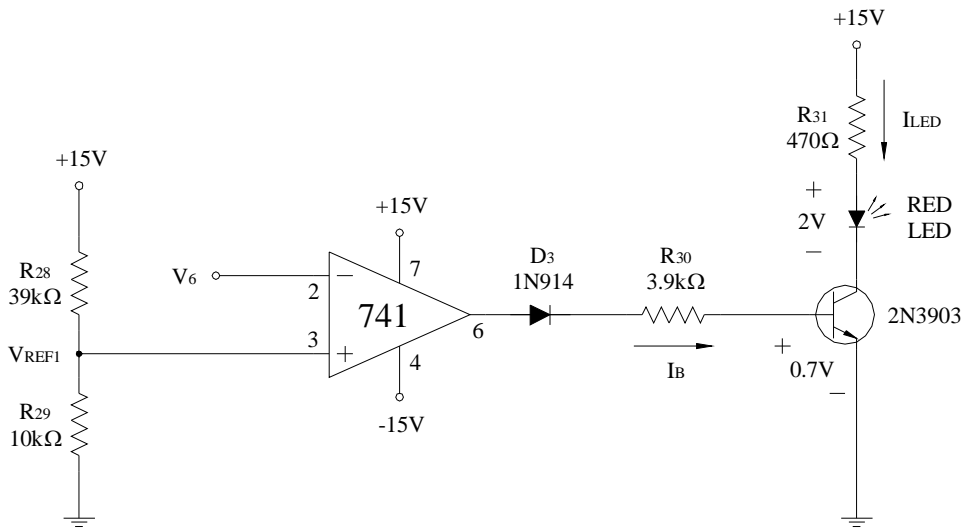 +15V
R31
470Ω
ILED
+
2V
−
RED
LED
+15V
R28
39kΩ
VREF1
R29
10kΩ
V6
+15V
7
−
2
741
3
+
6
4
-15V
D3
1N914
R30
3.9kΩ
IB
2N3903
+
0.7V
−